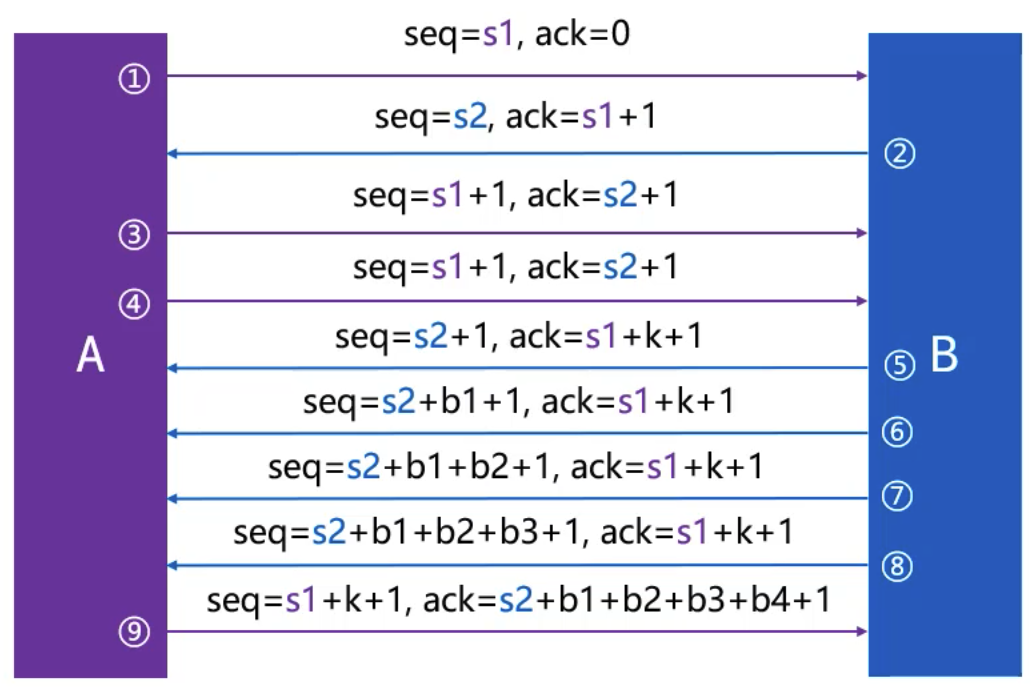 seq=s1, ack=0
①
seq=s2, ack=s1+1
②
seq=s1+1, ack=s2+1
③
seq=s1+1, ack=s2+1
④
seq=s2+1, ack=s1+k+1
A
⑤ B
seq=s2+b1+1, ack=s1+k+1
⑥
seq=s2+b1+b2+1, ack=s1+k+1
⑦
seq=s2+b1+b2+b3+1, ack=s1+k+1
⑧
seq=s1+k+1, ack=s2+b1+b2+b3+b4+1
⑨